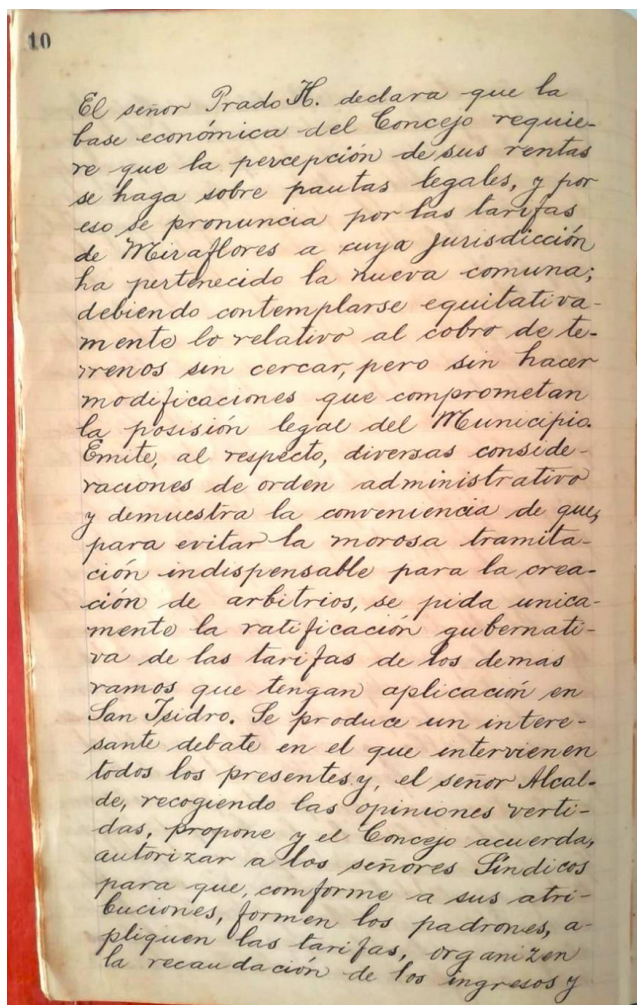 10
El señor Prado H. declara que la
base económica del Concejo requie-
re que la percepción de sus rentas
se haga sobre pautas legales, y por
eso se pronuncia por las tarifas
de Miraflores a cuya jurisdicción
ha pertenecido la nueva comuna;
debiendo contemplarse equitativa-
mente lo relativo al cobro de te-
rrenos sin cercar, pero sin hacer
modificaciones que comprometan
la posisión legal del Municipio.
Emite, al respecto, diversas conside-
raciones de orden administrativo
y demuestra la conveniencia de que,
para evitar la morosa tramita-
ción indispensable para la crea-
ción de arbitrios, se pida unica-
mente la ratificación gubernati-
va de las tarifas de los demas
ramos que tengan aplicación en
San Isidro. Se produce un intere-
sante debate en el que intervienen
todos los presentes y, el señor Alcal-
de, recogiendo las opiniones verti-
das, propone y el Concejo acuerda,
autorizar a los señores Síndicos
para que, comforme a sus atri-
buciones, formen los padrones, a-
pliquen las tarifas, organizen
la recaudación de los ingresos y